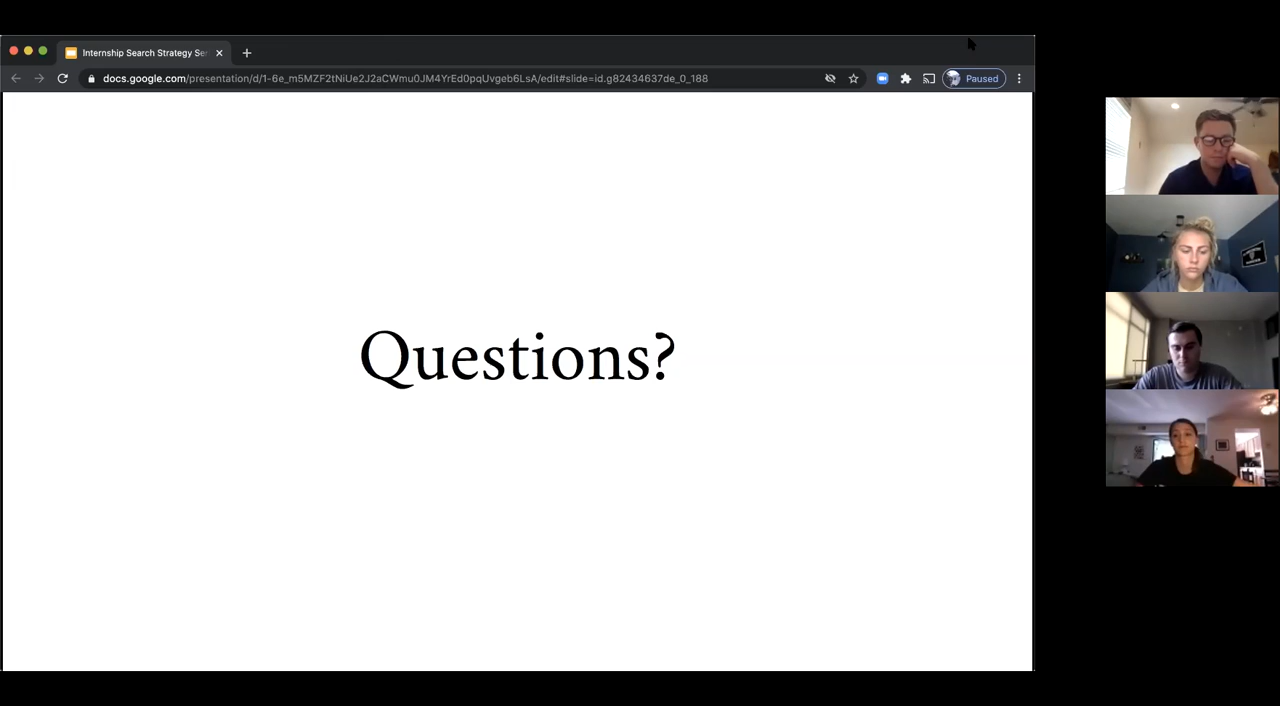 Internship Search Strategy Se
docs.google.com/presentation/d/1-6e_m5MZF2tNiUe2J2aCWmu0JM4YrEd0pqUvgeb6LsA/edit#slide=id.g82434637de_0_188
Paused
Questions?